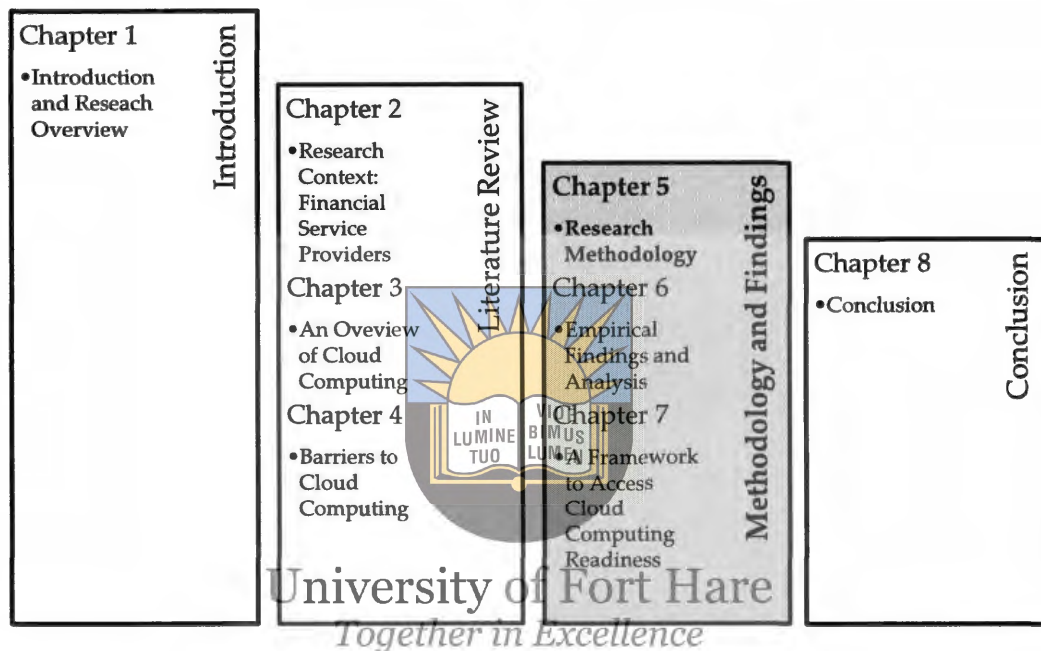 Chapter 1
•Introduction
and Reseach
Overview
Introduction
Chapter 2
•Research
Context:
Financial
Service
Providers
Chapter 3
•An Oveview
of Cloud
Computing
Chapter 4
•Barriers to
Cloud
Computing
Literature Review
Chapter 5
•Research
Methodology
Chapter 6
•Empirical
Findings and
Analysis
Chapter 7
•A Framework
to Access
Cloud
Computing
Readiness
Methodology and Findings
Chapter 8
•Conclusion
Conclusion
IN
LUMINE
TUO
BIMUS
LUMEN
University of Fort Hare
Together in Excellence